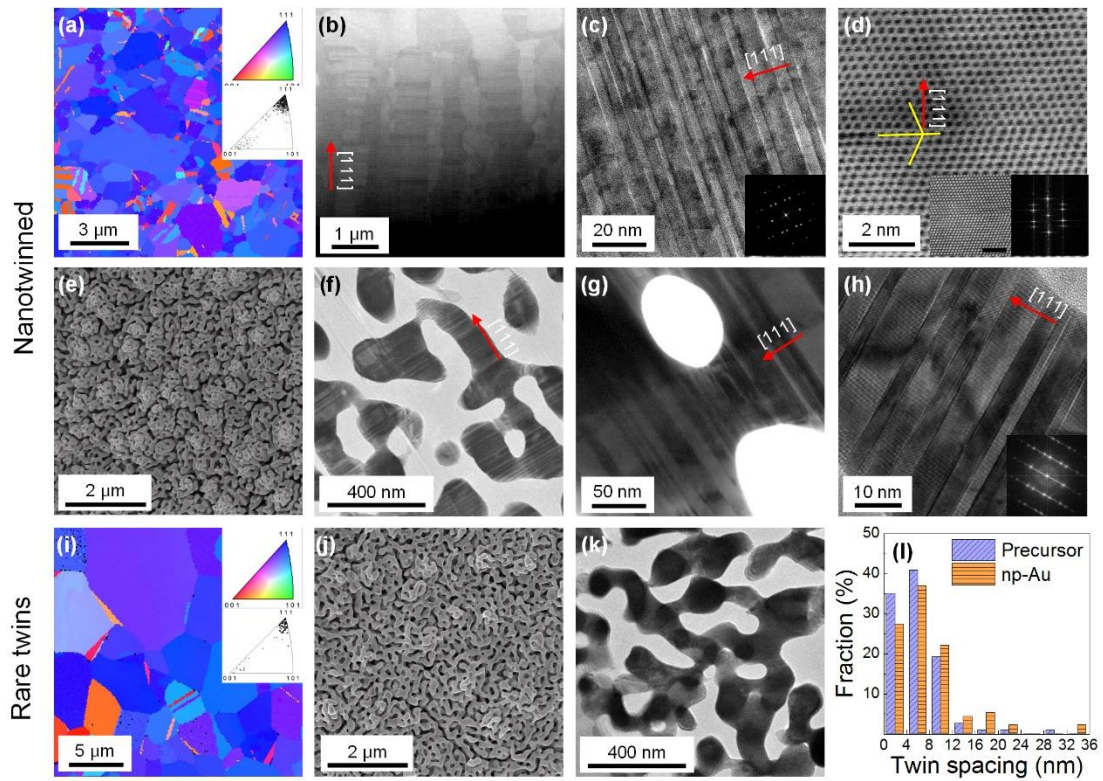 Nanotwinned
(a)
111
001
101
111
001
101
3 μm
(b)
[111]
1 μm
(c)
[111]
20 nm
(d)
[111]
2 nm
(e)
2 μm
(f)
[111]
400 nm
(g)
[111]
50 nm
(h)
[111]
10 nm
Rare twins
(i)
111
001
101
111
001
101
5 μm
(j)
2 μm
(k)
400 nm
(l)
Precursor
np-Au
Fraction (%)
50
40
30
20
10
0 4 8 12 16 20 24 28 32 36
Twin spacing (nm)